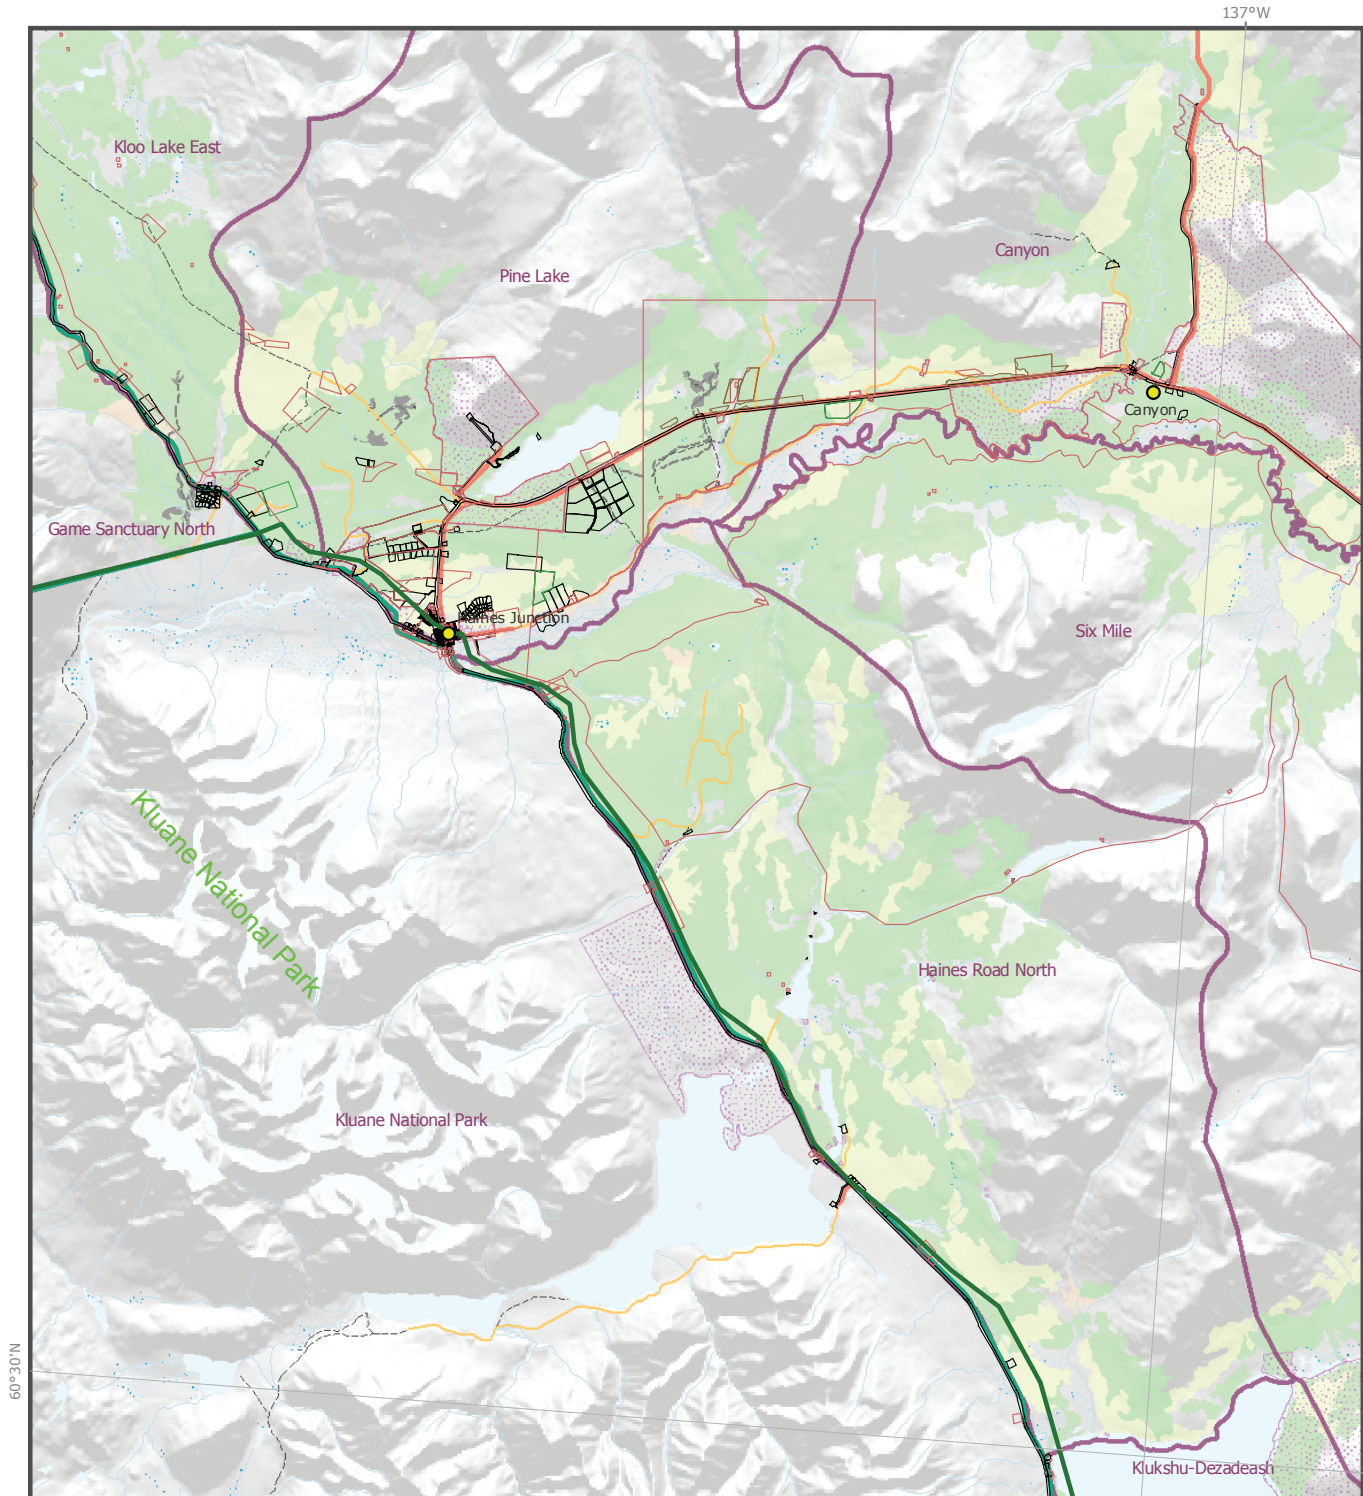 137°W
Kloo Lake East
Canyon
Pine Lake
Canyon
Game Sanctuary North
Haines Junction
Six Mile
Kluane National Park
Haines Road North
Kluane National Park
60°30'N
Klukshu-Dezadeash